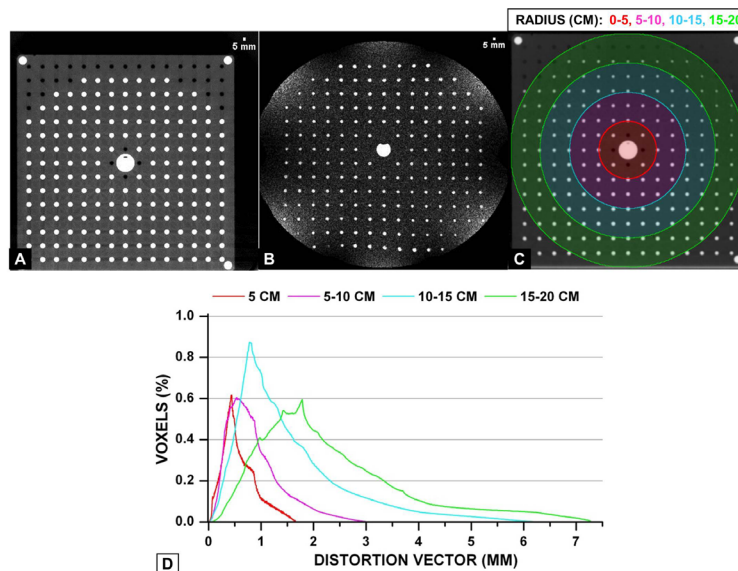 RADIUS (CM): 0-5, 5-10, 10-15, 15-20
5 mm
5 mm
A
B
C
5 CM 5-10 CM 10-15 CM 15-20 CM
1.0
0.8
0.6
0.4
0.2
0.0
VOXELS (%)
0 1 2 3 4 5 6 7
DISTORTION VECTOR (MM)
D